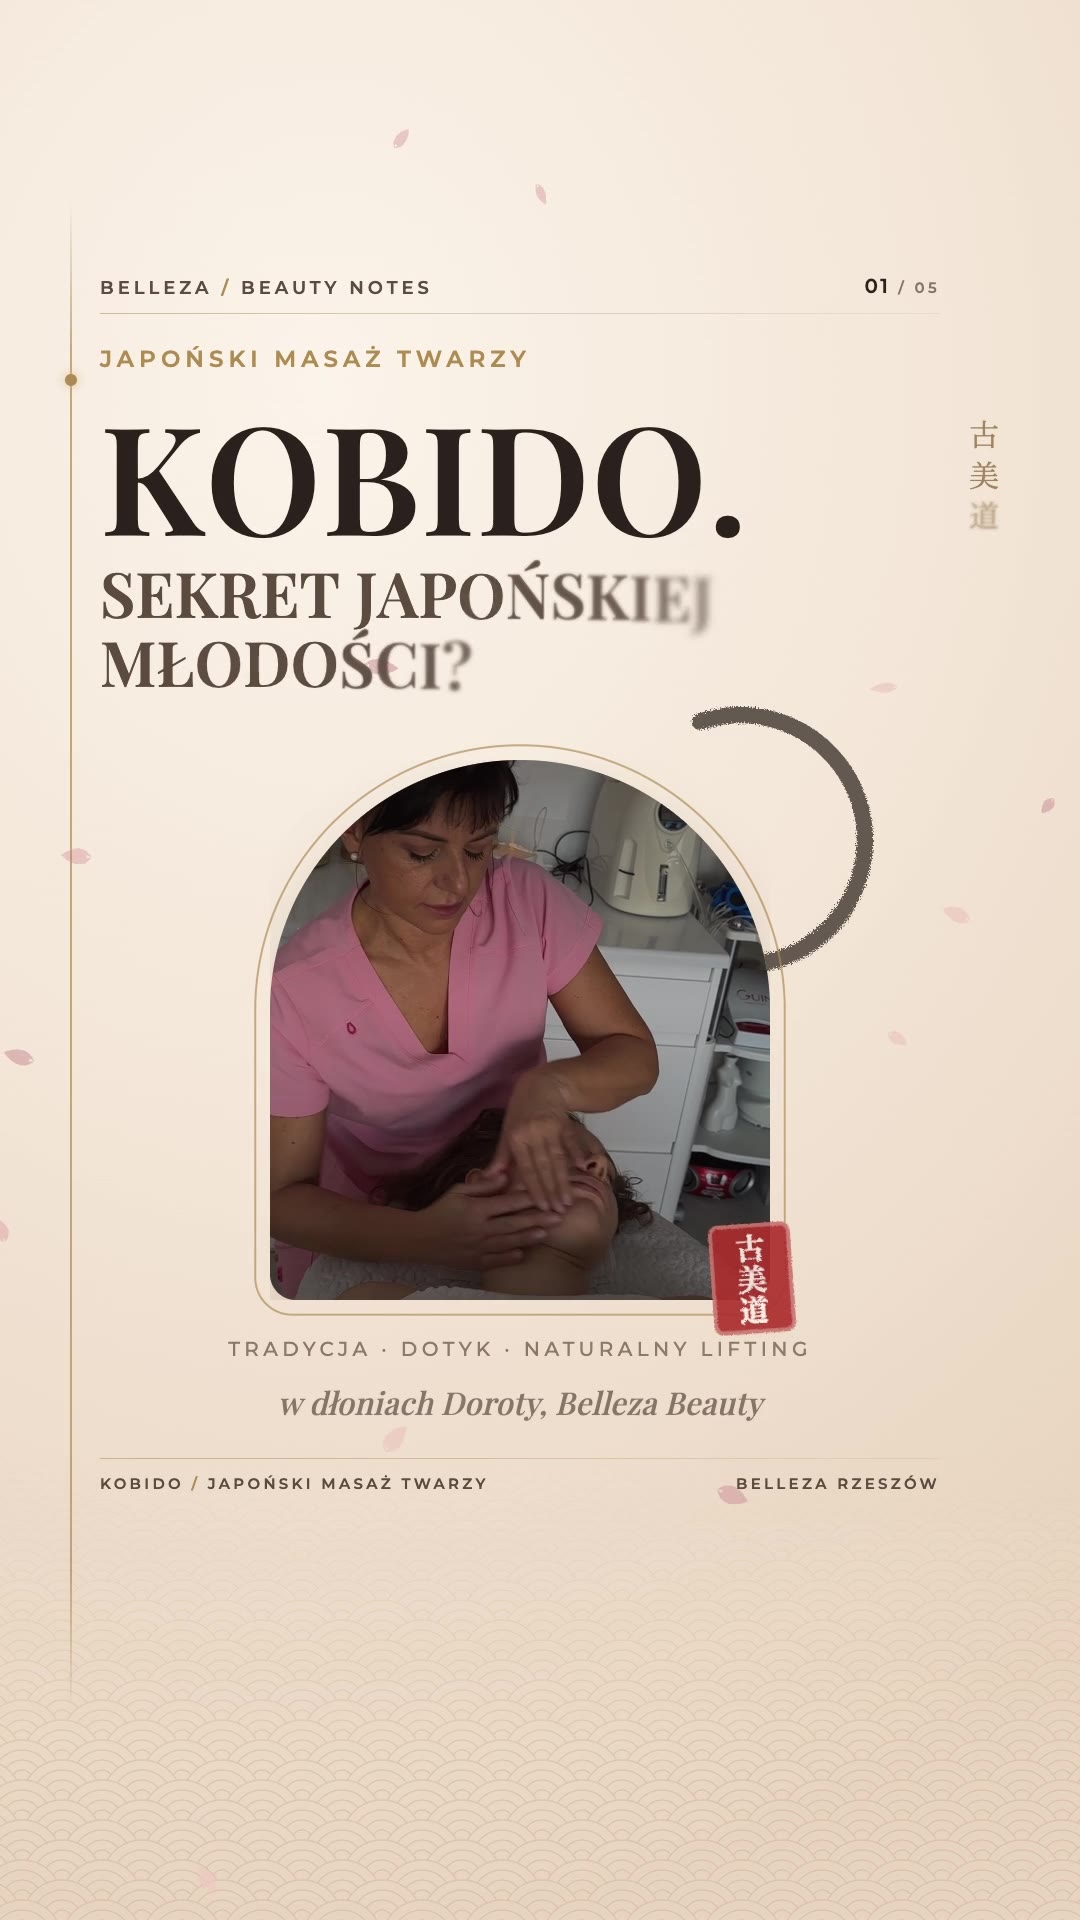 BELLEZA / BEAUTY NOTES
01 / 05
JAPOŃSKI MASAŻ TWARZY
KOBIDO.
古美道
SEKRET JAPOŃSKIEJ
MŁODOŚCI?
GUIN
古美道
TRADYCJA · DOTYK · NATURALNY LIFTING
w dłoniach Doroty, Belleza Beauty
KOBIDO / JAPOŃSKI MASAŻ TWARZY
BELLEZA RZESZÓW